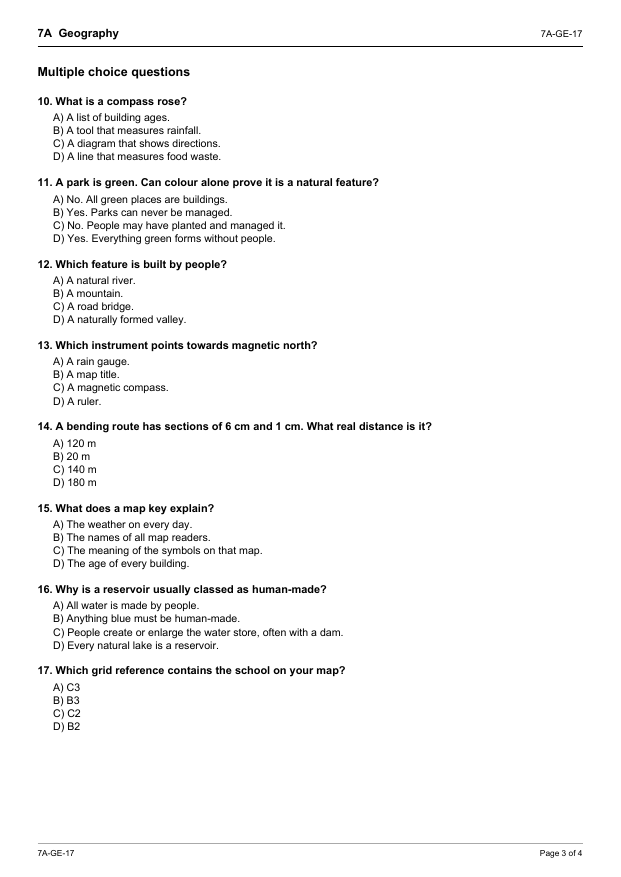 7A Geography
7A-GE-17
Multiple choice questions
10. What is a compass rose?
A) A list of building ages.
B) A tool that measures rainfall.
C) A diagram that shows directions.
D) A line that measures food waste.
11. A park is green. Can colour alone prove it is a natural feature?
A) No. All green places are buildings.
B) Yes. Parks can never be managed.
C) No. People may have planted and managed it.
D) Yes. Everything green forms without people.
12. Which feature is built by people?
A) A natural river.
B) A mountain.
C) A road bridge.
D) A naturally formed valley.
13. Which instrument points towards magnetic north?
A) A rain gauge.
B) A map title.
C) A magnetic compass.
D) A ruler.
14. A bending route has sections of 6 cm and 1 cm. What real distance is it?
A) 120 m
B) 20 m
C) 140 m
D) 180 m
15. What does a map key explain?
A) The weather on every day.
B) The names of all map readers.
C) The meaning of the symbols on that map.
D) The age of every building.
16. Why is a reservoir usually classed as human-made?
A) All water is made by people.
B) Anything blue must be human-made.
C) People create or enlarge the water store, often with a dam.
D) Every natural lake is a reservoir.
17. Which grid reference contains the school on your map?
A) C3
B) B3
C) C2
D) B2
7A-GE-17
Page 3 of 4